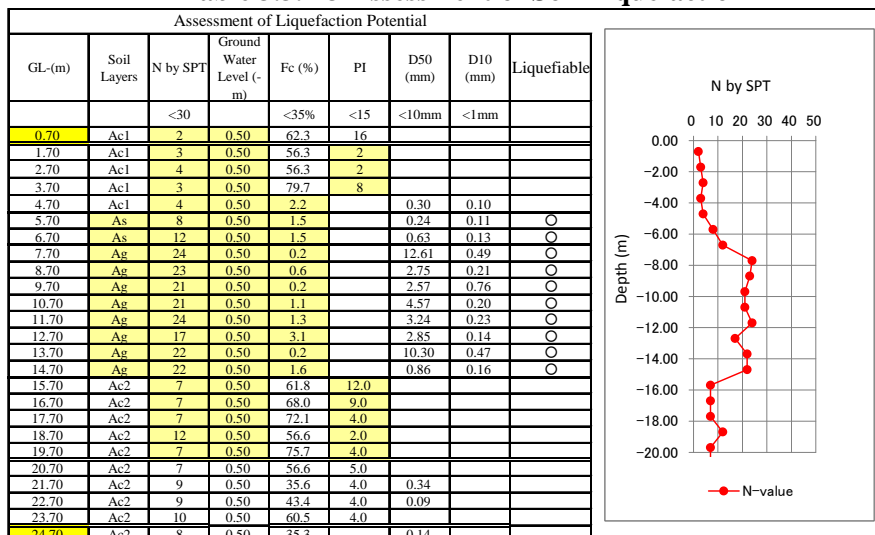 Assessment of Liquefaction Potential
GL-(m) Soil Layers N by SPT Ground Water Level (-m) Fc (%) PI D50 (mm) D10 (mm) Liquefiable
<30 <35% <15 <10mm <1mm
0.70 Ac1 2 0.50 62.3 16
1.70 Ac1 3 0.50 56.3 2
2.70 Ac1 4 0.50 56.3 2
3.70 Ac1 3 0.50 79.7 8
4.70 Ac1 4 0.50 2.2 0.30 0.10
5.70 As 8 0.50 1.5 0.24 0.11 ○
6.70 As 12 0.50 1.5 0.63 0.13 ○
7.70 Ag 24 0.50 0.2 12.61 0.49 ○
8.70 Ag 23 0.50 0.6 2.75 0.21 ○
9.70 Ag 21 0.50 0.2 2.57 0.76 ○
10.70 Ag 21 0.50 1.1 4.57 0.20 ○
11.70 Ag 24 0.50 1.3 3.24 0.23 ○
12.70 Ag 17 0.50 3.1 2.85 0.14 ○
13.70 Ag 22 0.50 0.2 10.30 0.47 ○
14.70 Ag 22 0.50 1.6 0.86 0.16 ○
15.70 Ac2 7 0.50 61.8 12.0
16.70 Ac2 7 0.50 68.0 9.0
17.70 Ac2 7 0.50 72.1 4.0
18.70 Ac2 12 0.50 56.6 2.0
19.70 Ac2 7 0.50 75.7 4.0
20.70 Ac2 7 0.50 56.6 5.0
21.70 Ac2 9 0.50 35.6 4.0 0.34
22.70 Ac2 9 0.50 43.4 4.0 0.09
23.70 Ac2 10 0.50 60.5 4.0
24.70 Ac2 8 0.50 35.3 0.14
N by SPT
0 10 20 30 40 50
0.00
-2.00
-4.00
-6.00
-8.00
-10.00
-12.00
-14.00
-16.00
-18.00
-20.00
Depth (m)
N-value